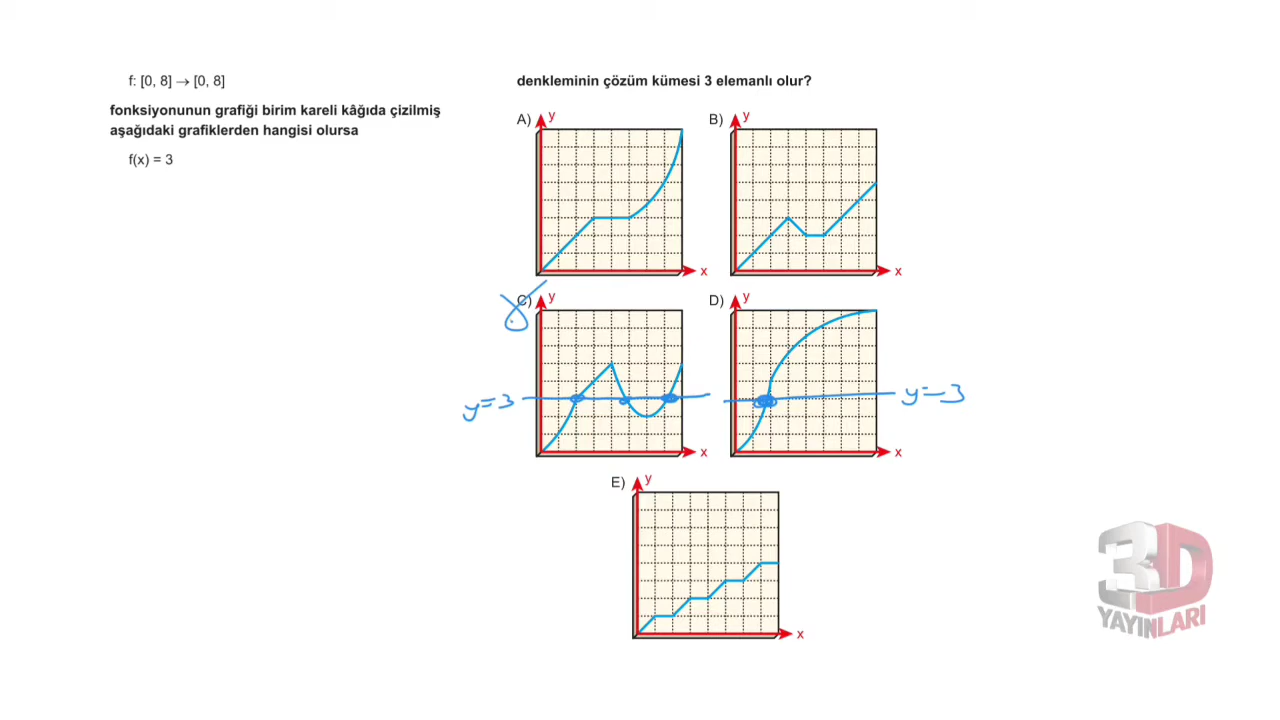 f: [0, 8] → [0, 8]
fonksiyonunun grafiği birim kareli kâğıda çizilmiş
aşağıdaki grafiklerden hangisi olursa
f(x) = 3
denkleminin çözüm kümesi 3 elemanlı olur?
A) y
x
B) y
x
C) y
y=3
x
D) y
y=3
x
E) y
x
3D
YAYINLARI